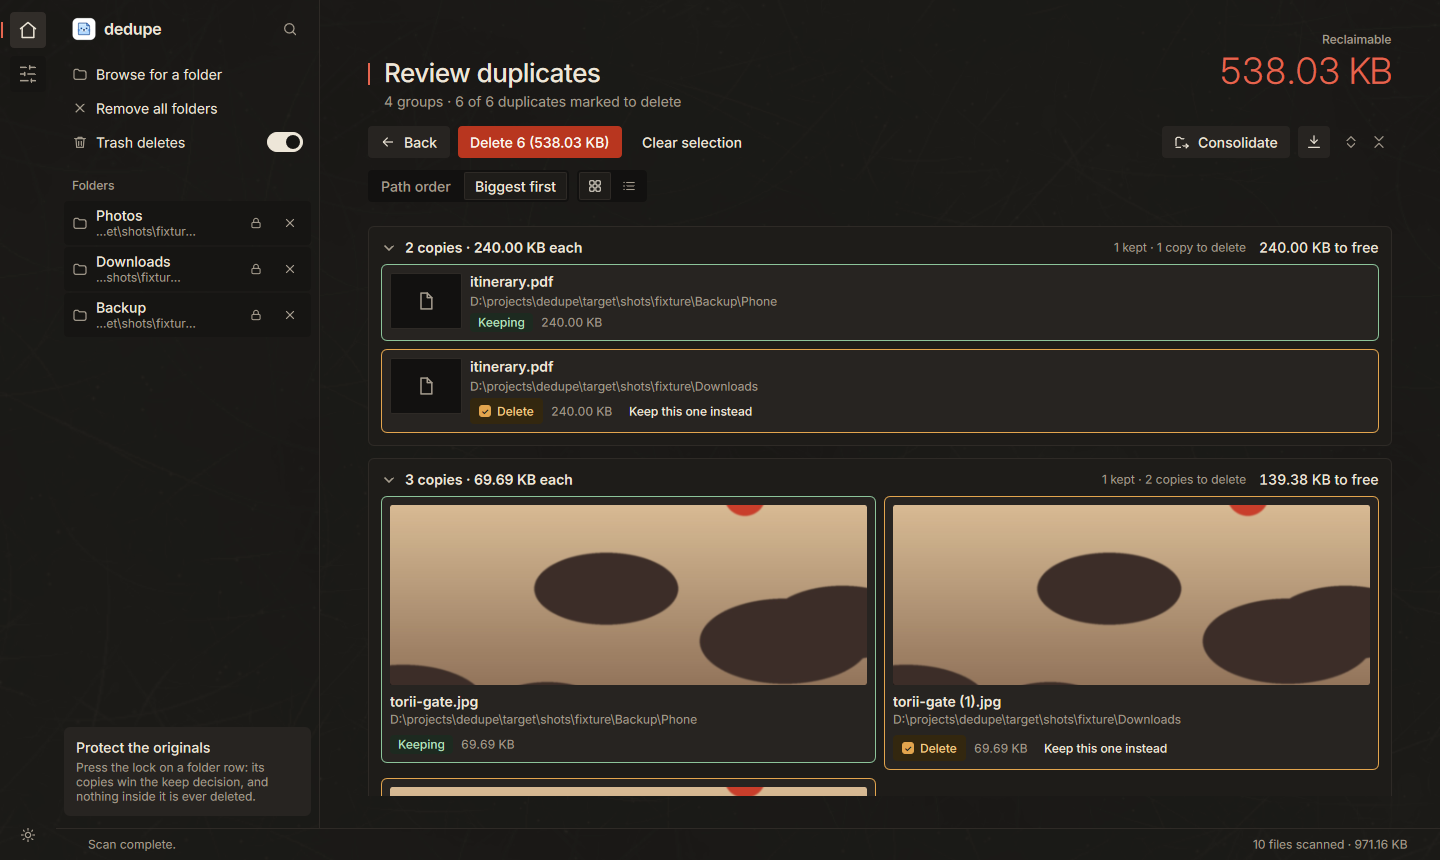 dedupe
Browse for a folder
Remove all folders
Trash deletes
Folders
Photos
...et\shots\fixtur...
Downloads
...shots\fixtur...
Backup
...et\shots\fixtur...
Protect the originals
Press the lock on a folder row: its
copies win the keep decision, and
nothing inside it is ever deleted.
Reclaimable
538.03 KB
Review duplicates
4 groups · 6 of 6 duplicates marked to delete
Back
Delete 6 (538.03 KB)
Clear selection
Consolidate
Path order
Biggest first
2 copies · 240.00 KB each
1 kept · 1 copy to delete
240.00 KB to free
itinerary.pdf
D:\projects\dedupe\target\shots\fixture\Backup\Phone
Keeping
240.00 KB
itinerary.pdf
D:\projects\dedupe\target\shots\fixture\Downloads
Delete
240.00 KB
Keep this one instead
3 copies · 69.69 KB each
1 kept · 2 copies to delete
139.38 KB to free
torii-gate.jpg
D:\projects\dedupe\target\shots\fixture\Backup\Phone
Keeping
69.69 KB
torii-gate (1).jpg
D:\projects\dedupe\target\shots\fixture\Downloads
Delete
69.69 KB
Keep this one instead
Scan complete.
10 files scanned · 971.16 KB